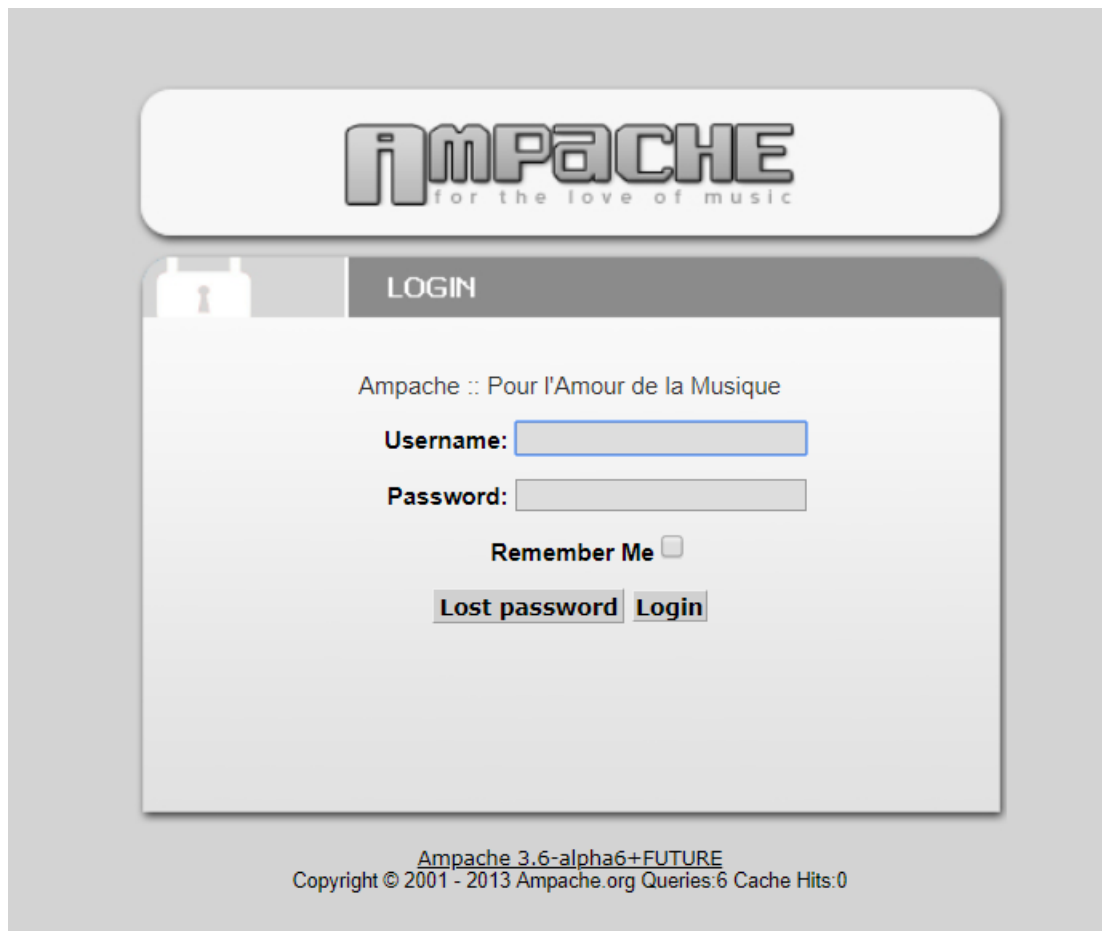 AMPACHE
for the love of music
LOGIN
Ampache :: Pour l'Amour de la Musique
Username:
Password:
Remember Me
Lost password Login
Ampache 3.6-alpha6+FUTURE
Copyright © 2001 - 2013 Ampache.org Queries:6 Cache Hits:0